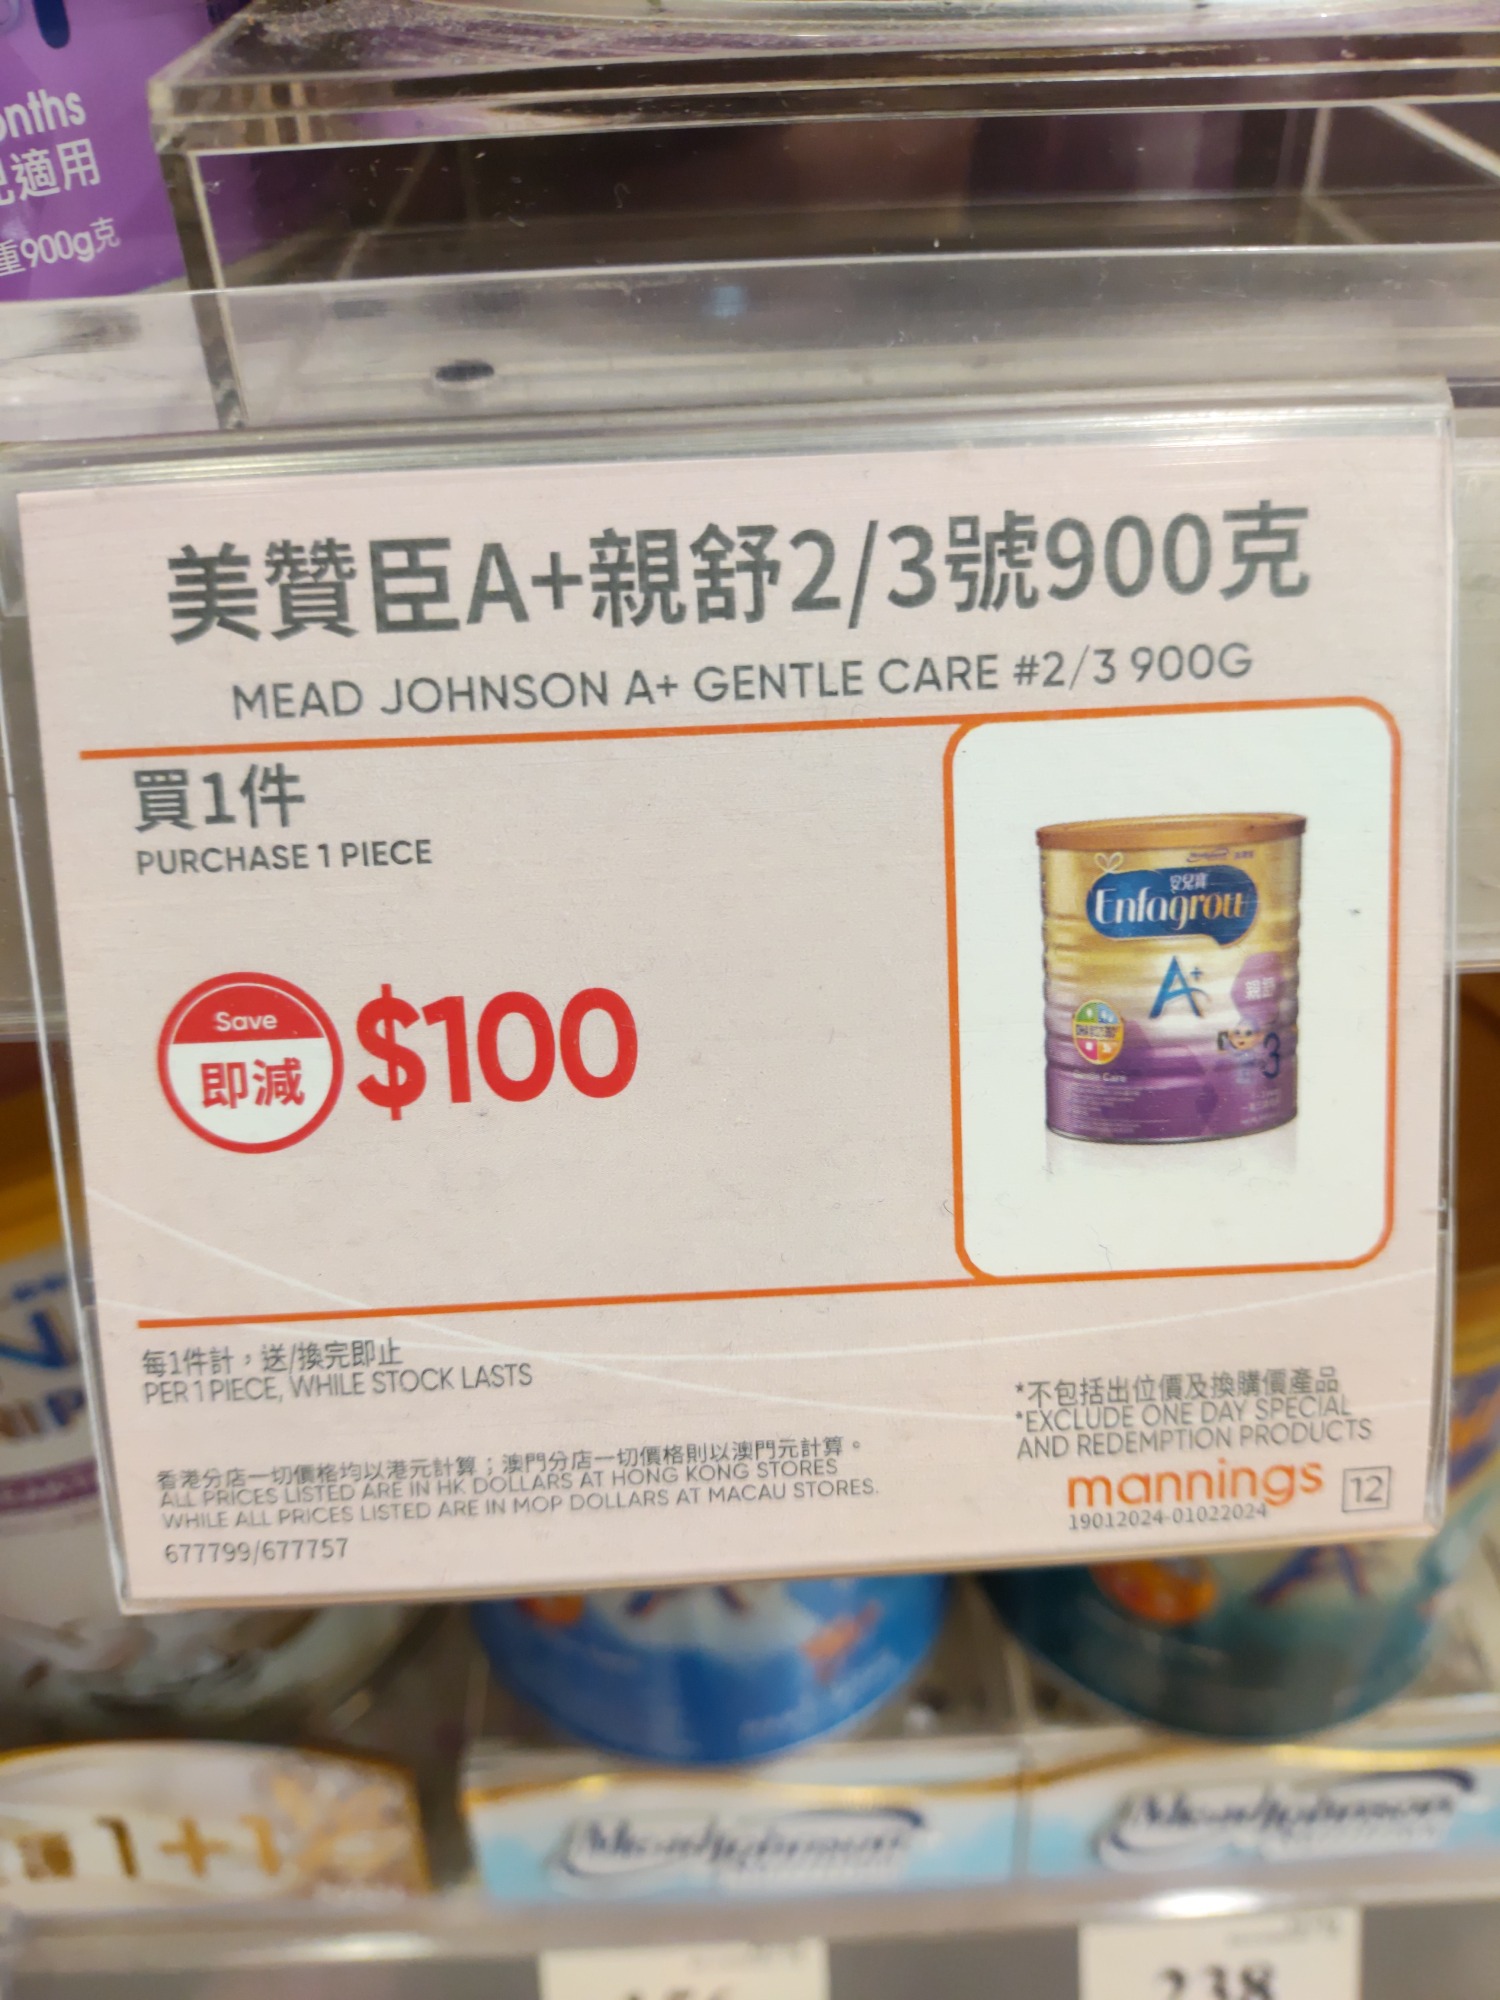 onths
適用
重900g克
美贊臣A+親舒2/3號900克
MEAD JOHNSON A+ GENTLE CARE #2/3 900G
買1件
PURCHASE 1 PIECE
Save
即減
$100
安兒寶
Enfagrow
A+
親舒
3
Gentle Care
每1件計，送/換完即止
PER 1 PIECE, WHILE STOCK LASTS
*不包括出位價及換購價產品
*EXCLUDE ONE DAY SPECIAL
AND REDEMPTION PRODUCTS
香港分店一切價格均以港元計算；澳門分店一切價格則以澳門元計算。
ALL PRICES LISTED ARE IN HK DOLLARS AT HONG KONG STORES
WHILE ALL PRICES LISTED ARE IN MOP DOLLARS AT MACAU STORES.
677799/677757
mannings 12
19012024-01022024
1+1
MeadJohnson
MeadJohnson
238